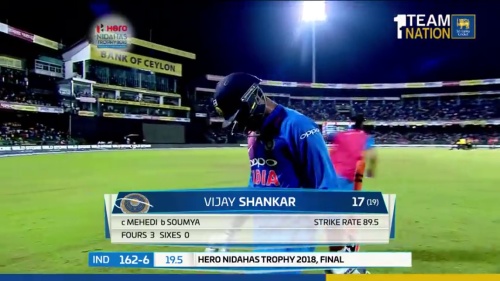 HERO
NIDAHAS
TROPHY
1 TEAM
NATION
BANK OF CEYLON
oppo
INDIA
VIJAY SHANKAR
17 (19)
c MEHEDI b SOUMYA
STRIKE RATE 89.5
FOURS 3 SIXES 0
IND 162-6 19.5 HERO NIDAHAS TROPHY 2018, FINAL